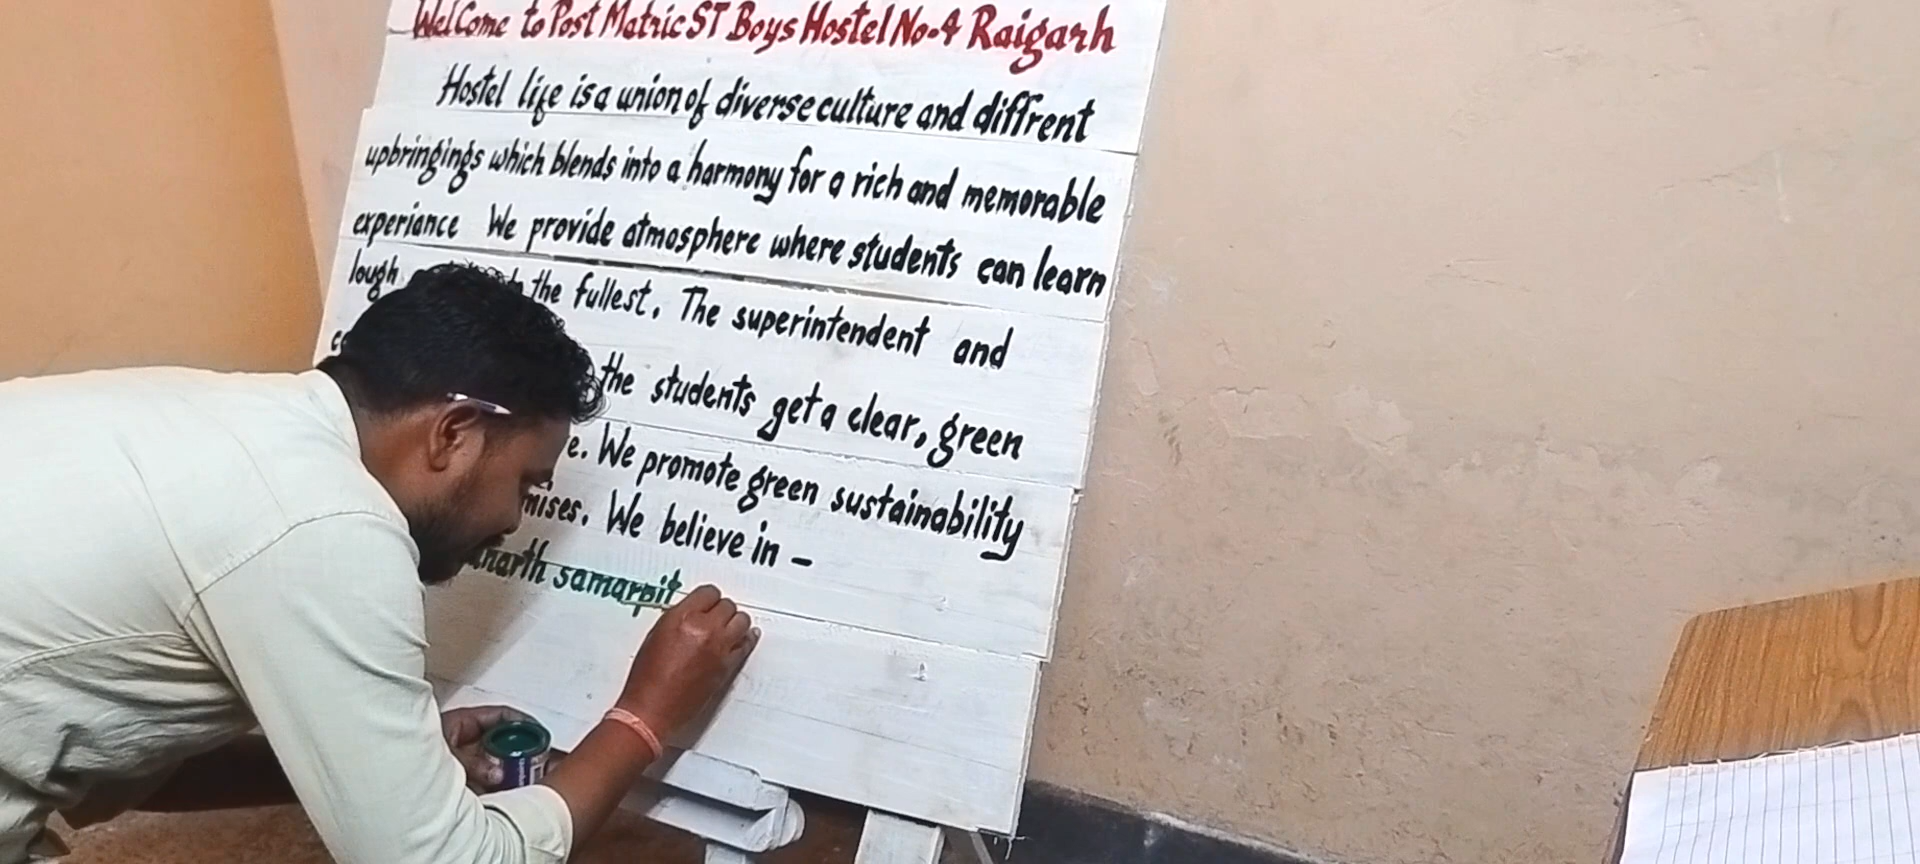 WelCome to Post Matric ST Boys Hostel No-4 Raigarh
Hostel life is a union of diverse culture and diffrent
upbringings which blends into a harmony for a rich and memorable
experiance We provide atmosphere where students can learn
lough the fullest. The superintendent and
the students get a clear, green
We promote green sustainability
We believe in -
samarpit